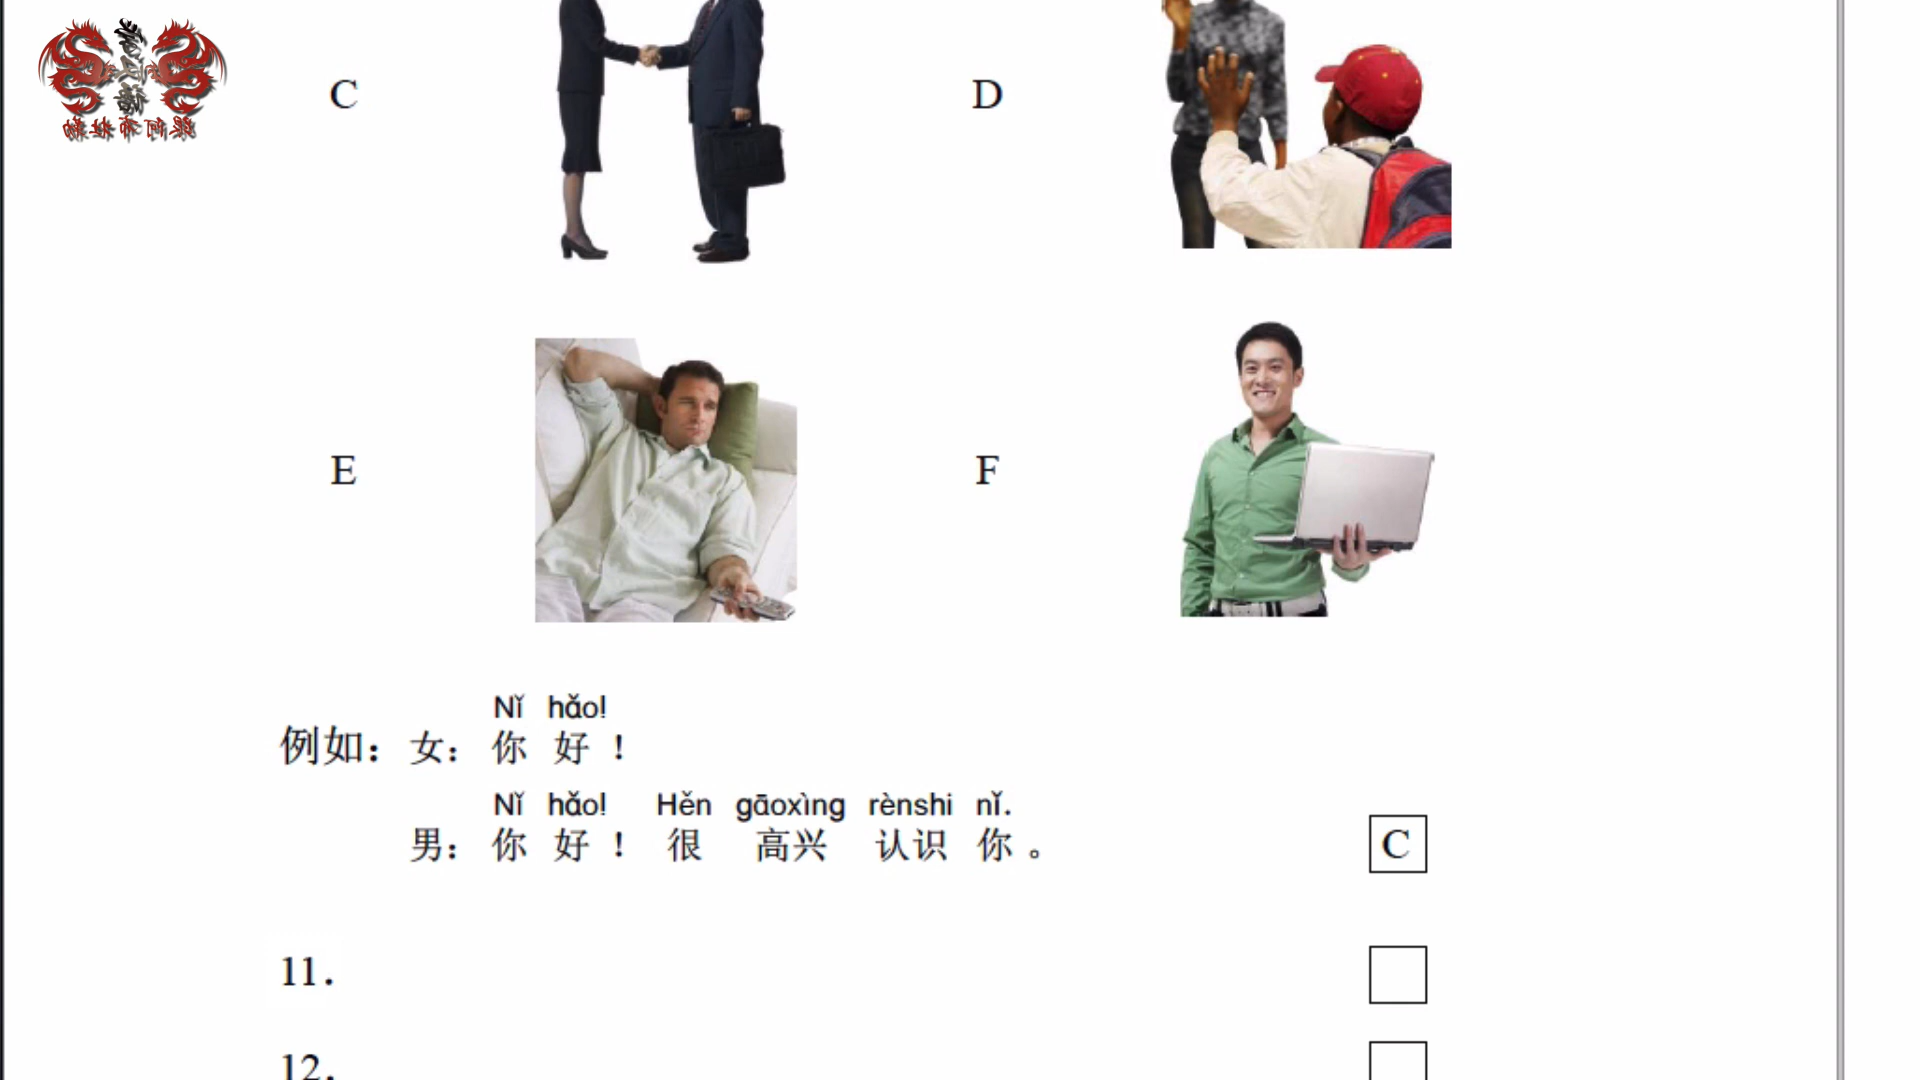 C
D
E
F
Nǐ hǎo!
例如：女：你 好 ！
Nǐ hǎo! Hěn gāoxìng rènshi nǐ.
男：你 好 ！ 很 高兴 认识 你 。
C
11.
12.